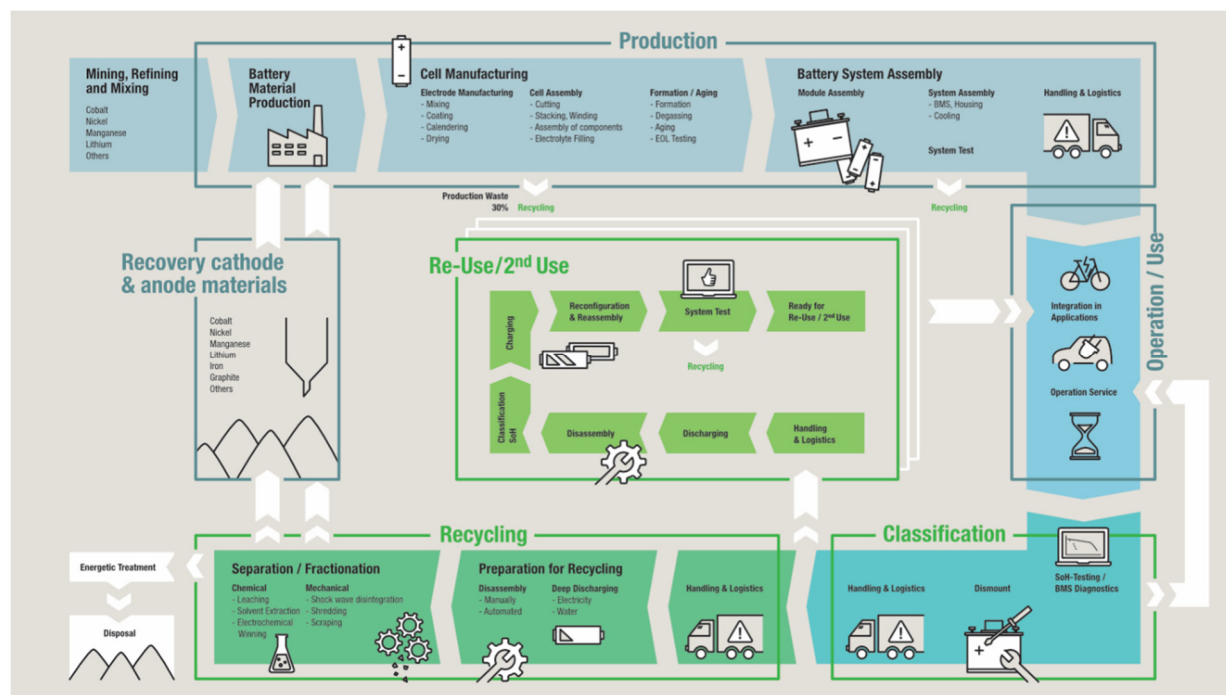 Production
Mining, Refining
and Mixing
Cobalt
Nickel
Manganese
Lithium
Others
Battery
Material
Production
Cell Manufacturing
Electrode Manufacturing
- Mixing
- Coating
- Calendering
- Drying
Cell Assembly
- Cutting
- Stacking, Winding
- Assembly of components
- Electrolyte Filling
Formation / Aging
- Formation
- Degassing
- Aging
- EOL Testing
Battery System Assembly
Module Assembly
System Assembly
- BMS, Housing
- Cooling
System Test
Handling & Logistics
Production Waste
30%
Recycling
Recycling
Recovery cathode
& anode materials
Cobalt
Nickel
Manganese
Lithium
Iron
Graphite
Others
Re-Use/2nd Use
Charging
Reconfiguration
& Reassembly
System Test
Ready for
Re-Use / 2nd Use
Recycling
Classification
SoH
Disassembly
Discharging
Handling
& Logistics
Operation / Use
Integration in
Applications
Operation Service
Recycling
Energetic Treatment
Disposal
Separation / Fractionation
Chemical
- Leaching
- Solvent Extraction
- Electrochemical
Winning
Mechanical
- Shock wave disintegration
- Shredding
- Scraping
Preparation for Recycling
Disassembly
- Manually
- Automated
Deep Discharging
- Electricity
- Water
Handling & Logistics
Classification
Handling & Logistics
Dismount
SoH-Testing /
BMS Diagnostics